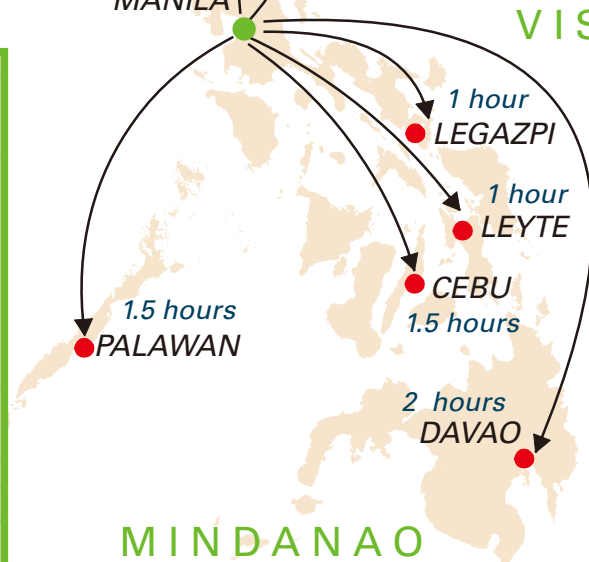 MANILA
VIS
1 hour
LEGAZPI
1 hour
LEYTE
CEBU
1.5 hours
1.5 hours
PALAWAN
2 hours
DAVAO
MINDANAO